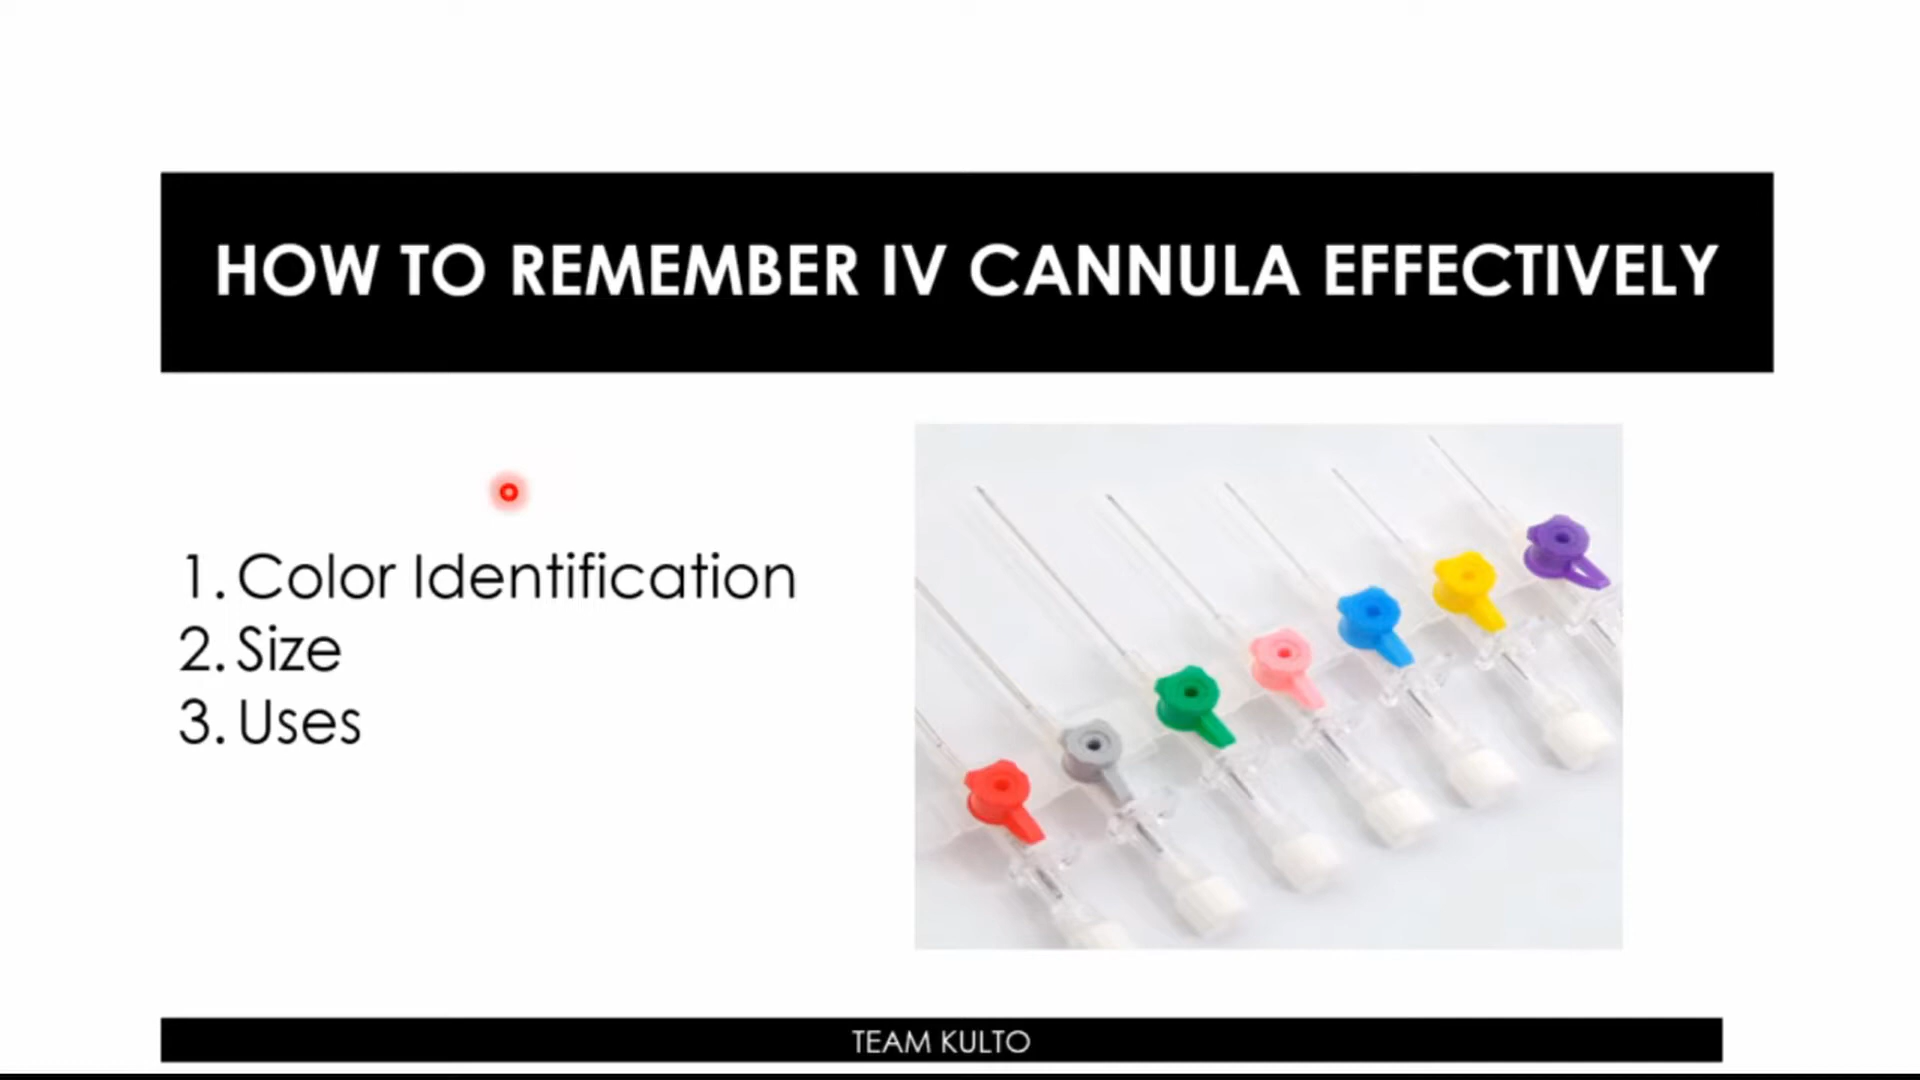 HOW TO REMEMBER IV CANNULA EFFECTIVELY
1. Color Identification
2. Size
3. Uses
TEAM KULTO